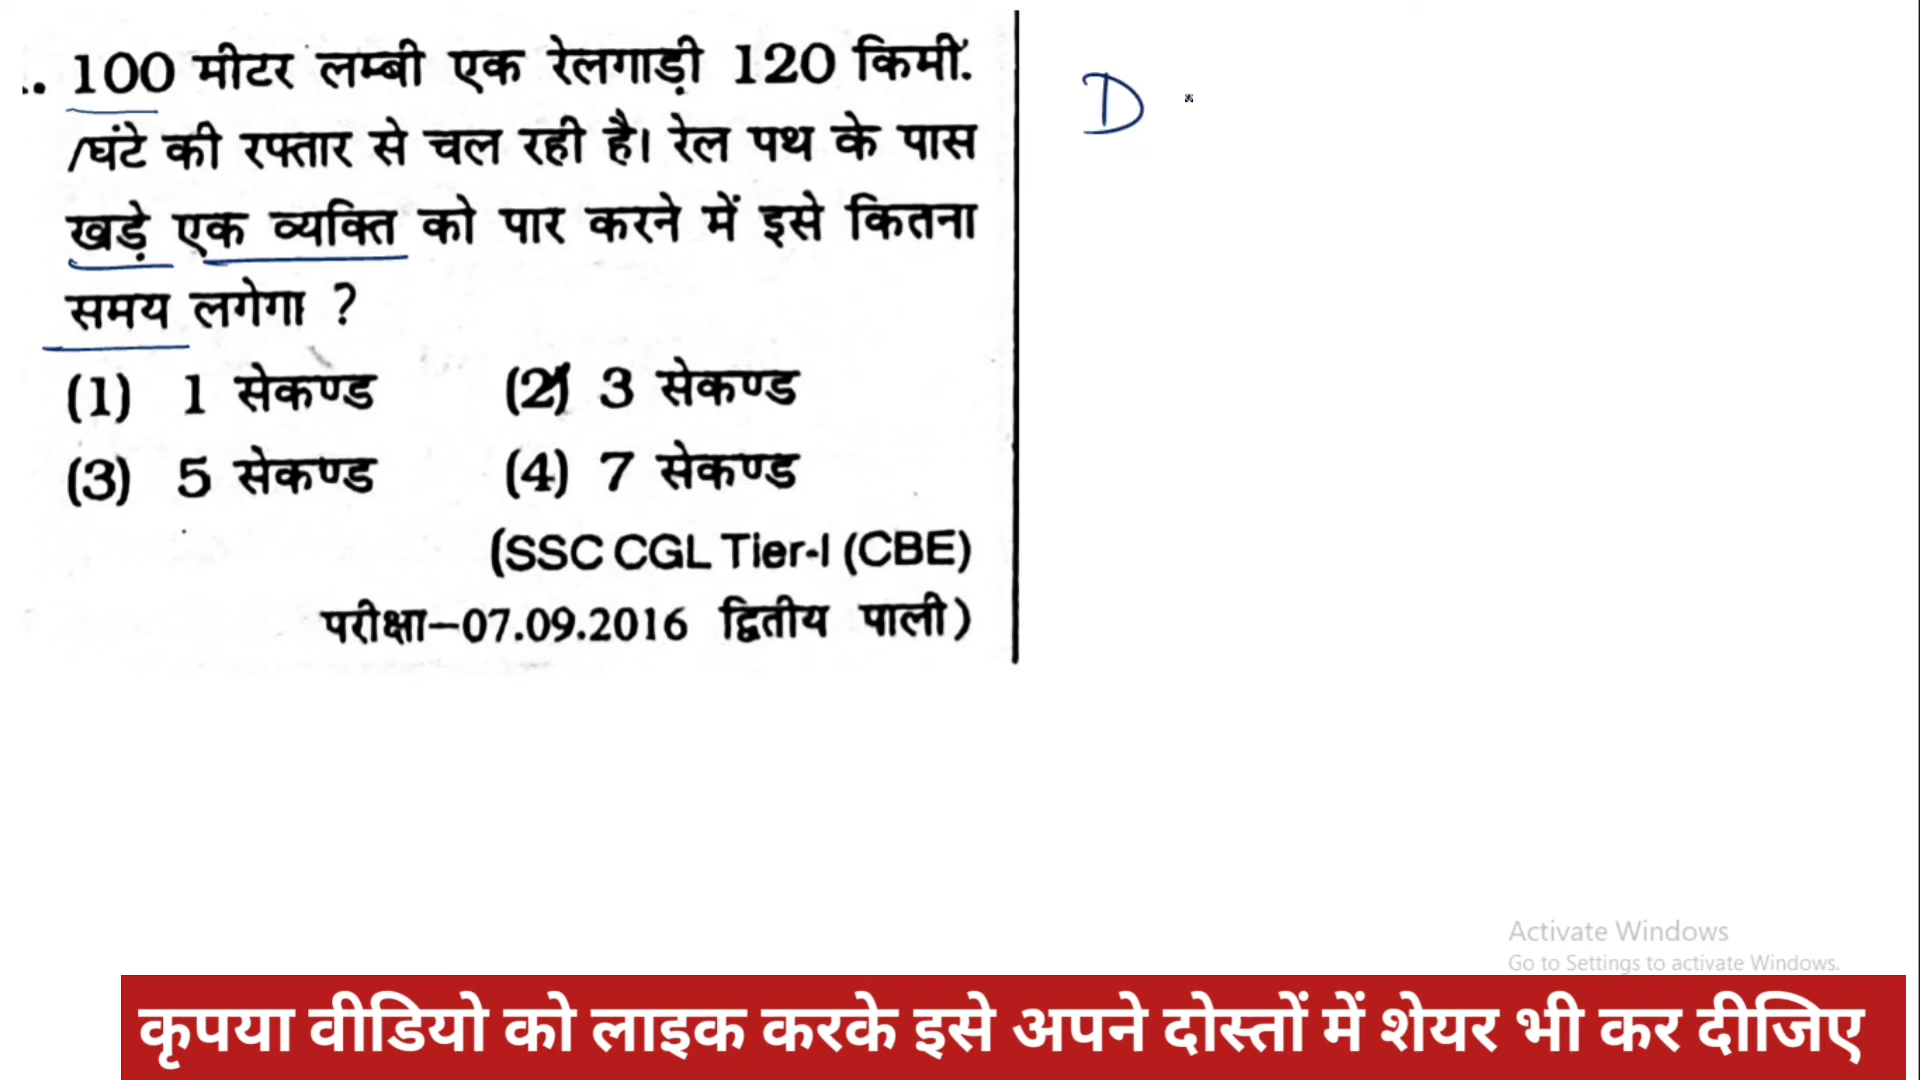 100 मीटर लम्बी एक रेलगाड़ी 120 किमी.
/घंटे की रफ्तार से चल रही है। रेल पथ के पास
खड़े एक व्यक्ति को पार करने में इसे कितना
समय लगेगा ?
(1) 1 सेकण्ड (2) 3 सेकण्ड
(3) 5 सेकण्ड (4) 7 सेकण्ड
(SSC CGL Tier-I (CBE)
परीक्षा–07.09.2016 द्वितीय पाली)
D
Activate Windows
Go to Settings to activate Windows.
कृपया वीडियो को लाइक करके इसे अपने दोस्तों में शेयर भी कर दीजिए